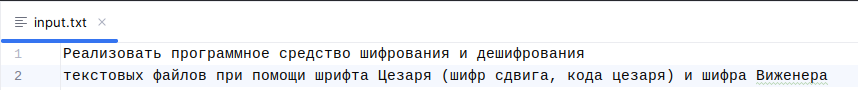 input.txt
1 Реализовать программное средство шифрования и дешифрования
2 текстовых файлов при помощи шрифта Цезаря (шифр сдвига, кода цезаря) и шифра Виженера